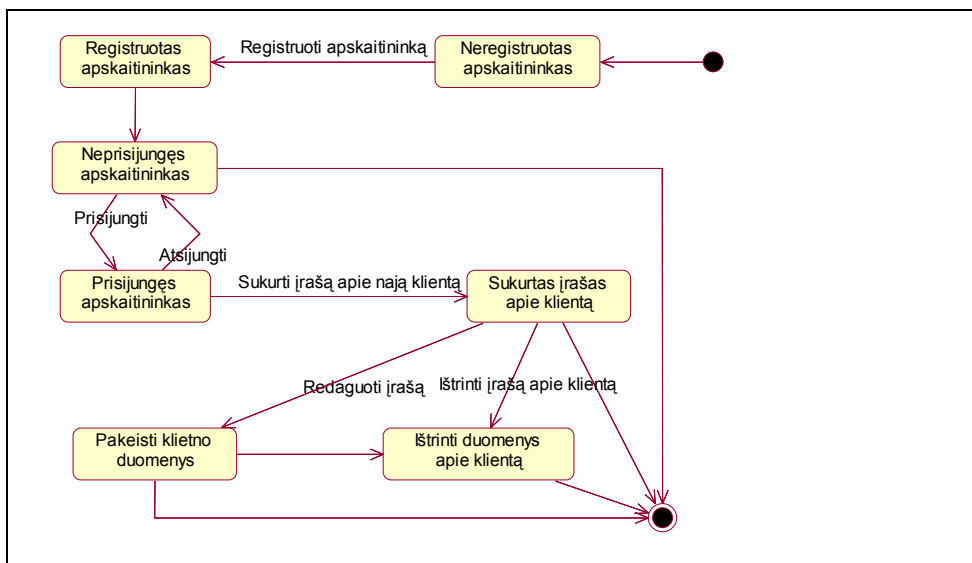 Registruotas
apskaitininkas
Registruoti apskaitininką
Neregistruotas
apskaitininkas
Neprisijungęs
apskaitininkas
Prisijungti
Atsijungti
Prisijungęs
apskaitininkas
Sukurti įrašą apie nają klientą
Sukurtas įrašas
apie klientą
Redaguoti įrašą
Ištrinti įrašą apie klientą
Pakeisti klietno
duomenys
Ištrinti duomenys
apie klientą